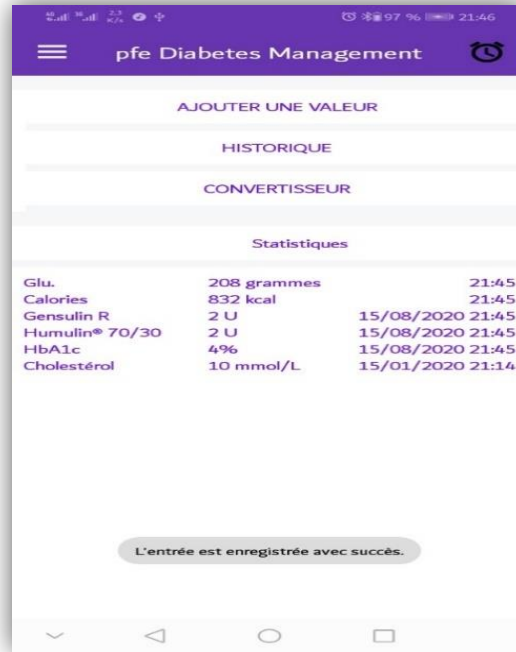 2,3 K/s 97 % 21:46
pfe Diabetes Management
AJOUTER UNE VALEUR
HISTORIQUE
CONVERTISSEUR
Statistiques
Glu. 208 grammes 21:45
Calories 832 kcal 21:45
Gensulin R 2 U 15/08/2020 21:45
Humulin® 70/30 2 U 15/08/2020 21:45
HbA1c 4% 15/08/2020 21:45
Cholestérol 10 mmol/L 15/01/2020 21:14
L'entrée est enregistrée avec succès.